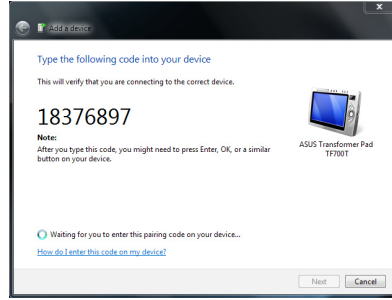 Add a device
Type the following code into your device
This will verify that you are connecting to the correct device.
18376897
Note:
After you type this code, you might need to press Enter, OK, or a similar
button on your device.
ASUS Transformer Pad
TF700T
Waiting for you to enter this pairing code on your device...
How do I enter this code on my device?
Next
Cancel